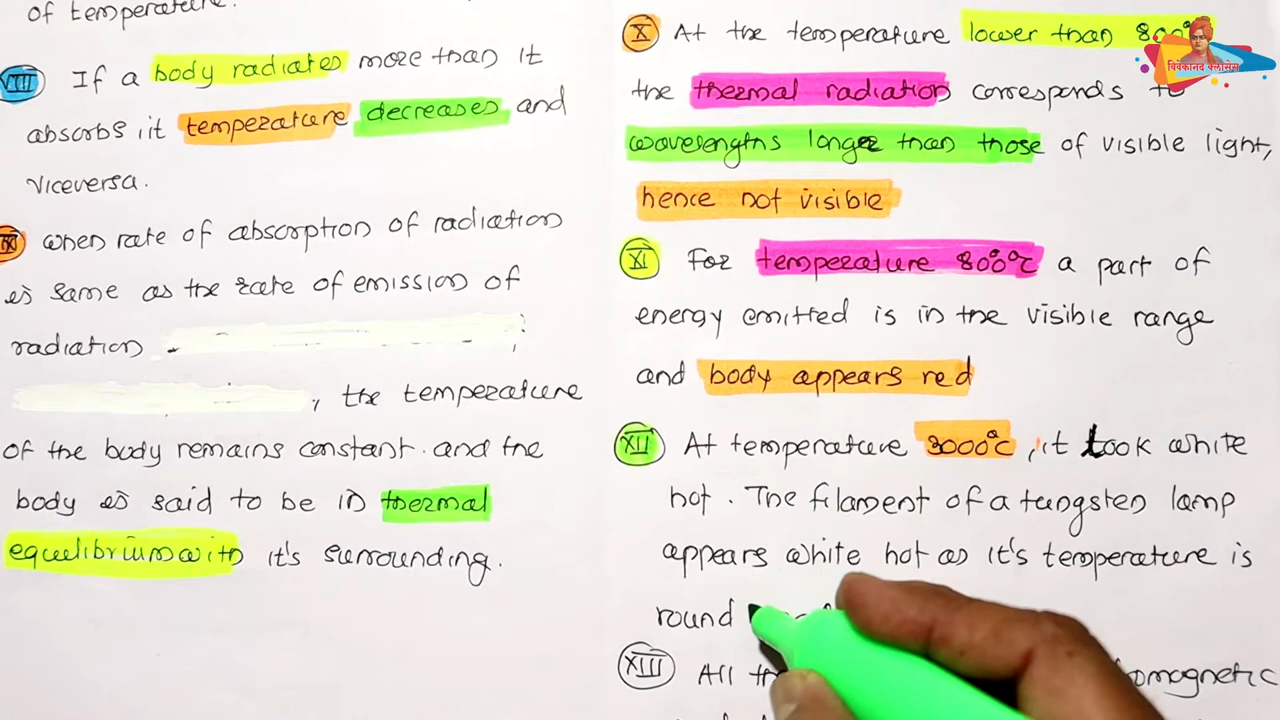 of temperature.
VIII If a body radiates more than it
absorbs it temperature decreases and
viceversa.
IX when rate of absorption of radiation
is same as the rate of emission of
radiation
, the temperature
of the body remains constant. and the
body is said to be in thermal
equilibrium with it's surrounding.
X At the temperature lower than 800°
विवेकानन्द क्लासेस
the thermal radiation corresponds to
wavelengths longer than those of visible light,
hence not visible
XI For temperature 800°C a part of
energy emitted is in the visible range
and body appears red
XII At temperature 3000°C, it took white
hot. The filament of a tungsten lamp
appears white hot as it's temperature is
round
XIII All